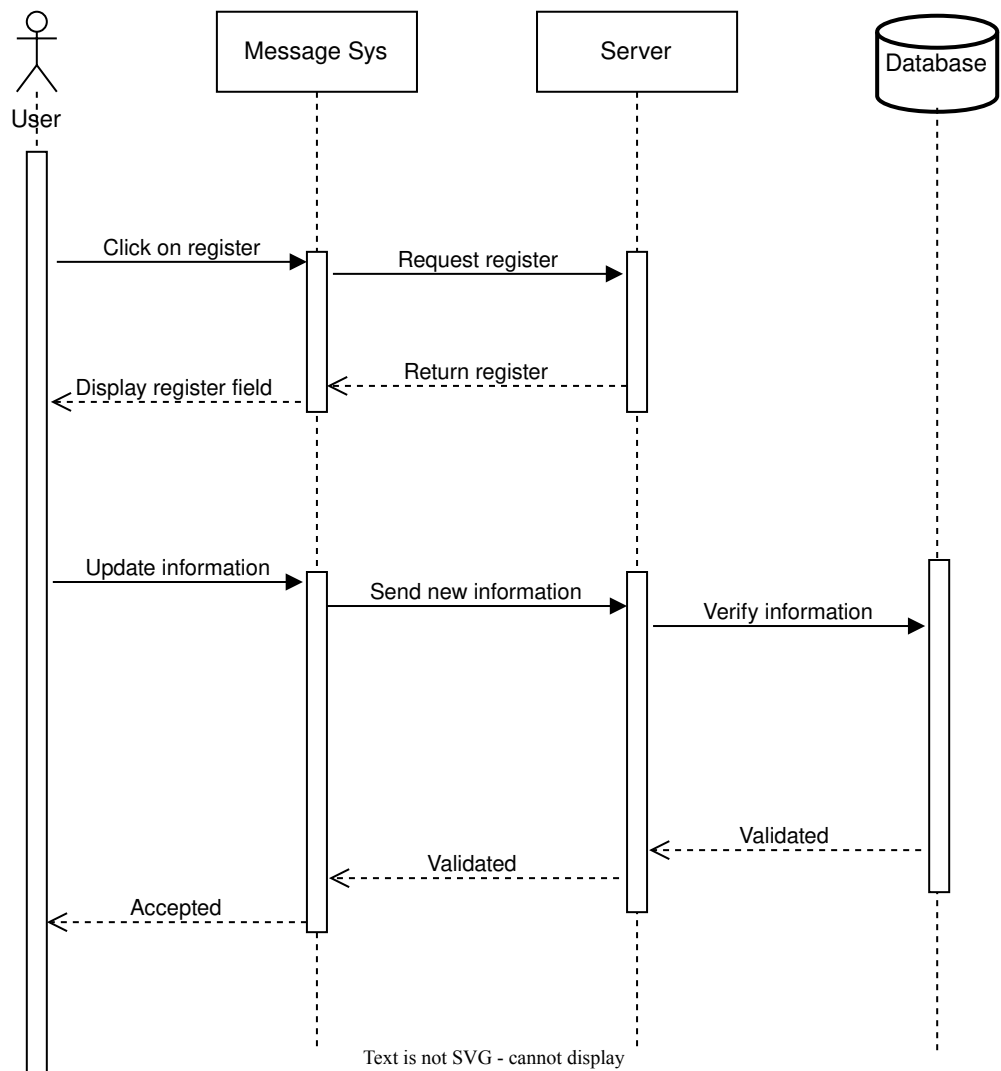 Message Sys
Server
Database
User
Click on register
Request register
Return register
Display register field
Update information
Send new information
Verify information
Validated
Validated
Accepted
Text is not SVG - cannot display